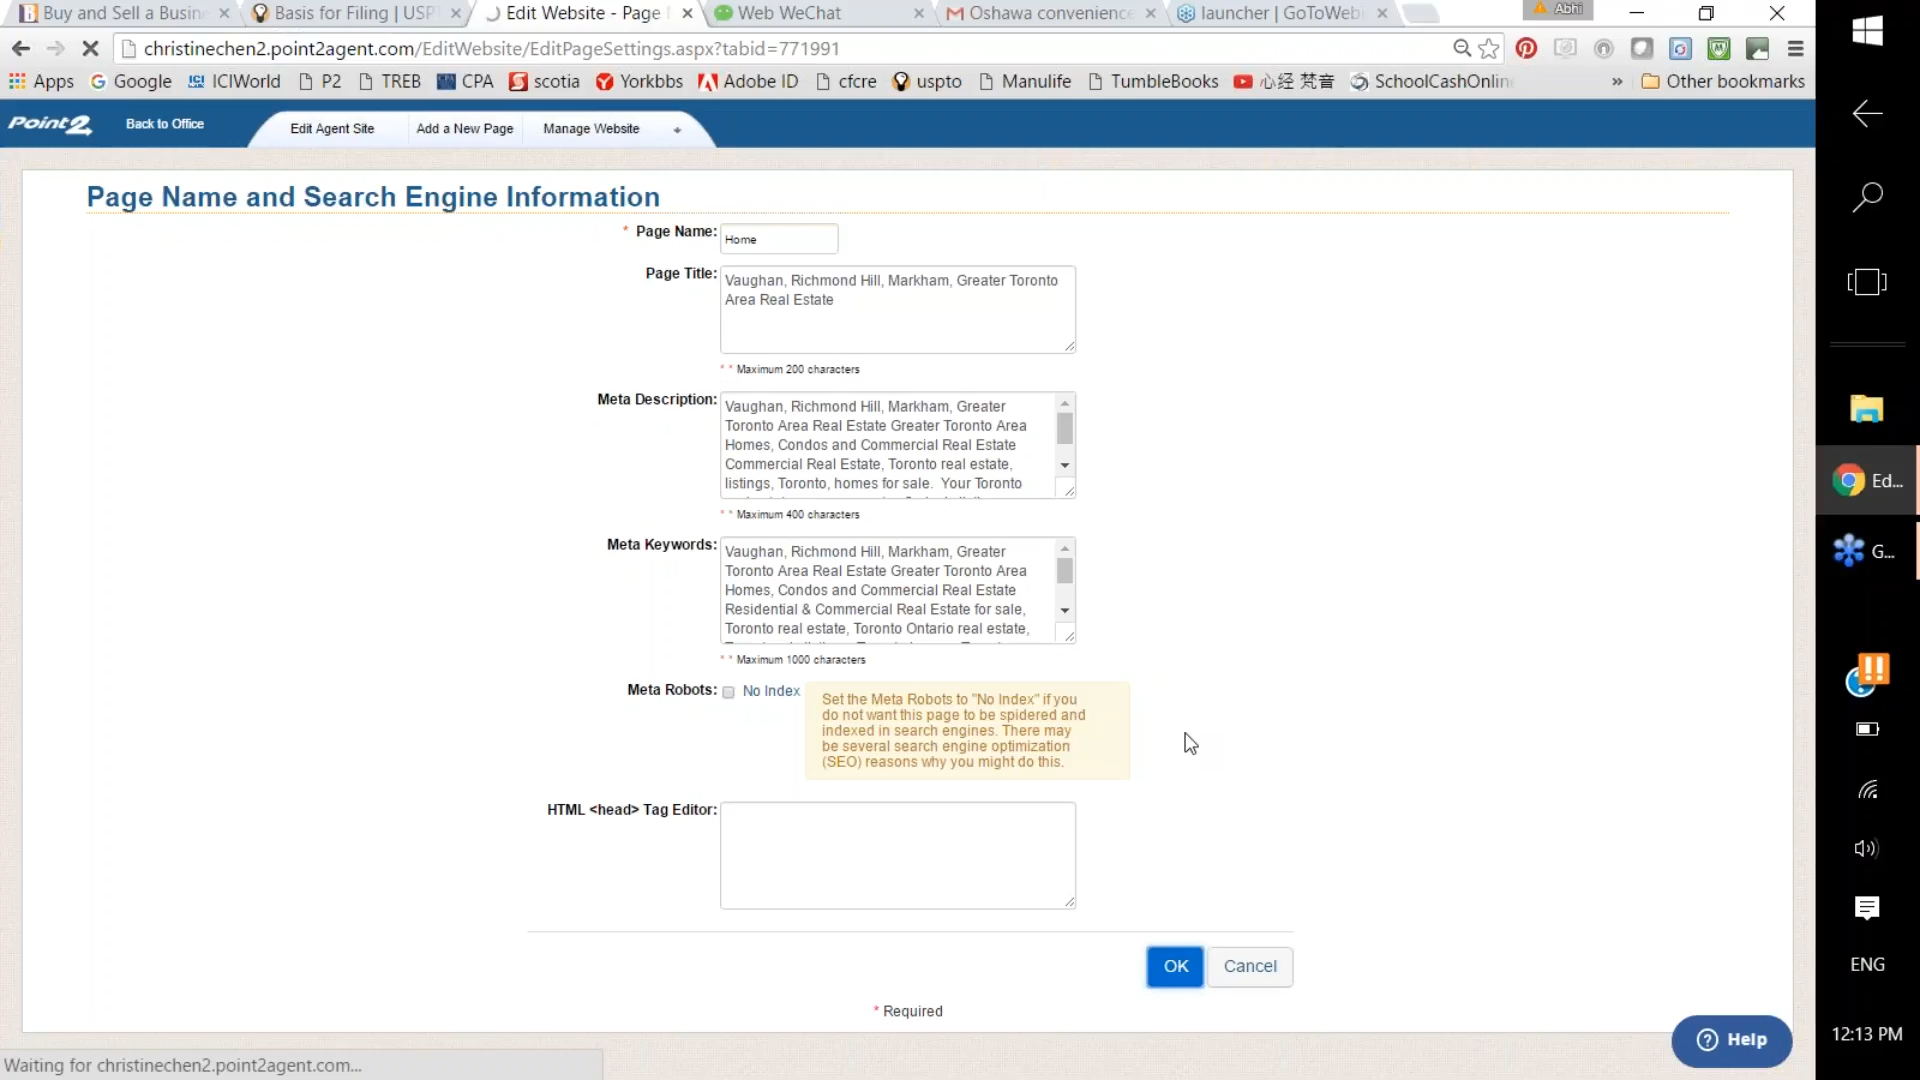 Buy and Sell a Busin
Basis for Filing | USP
Edit Website - Page
Web WeChat
Oshawa convenience
launcher | GoToWeb
Abhi
christinechen2.point2agent.com/EditWebsite/EditPageSettings.aspx?tabid=771991
Apps
Google
ICIWorld
P2
TREB
CPA
scotia
Yorkbbs
Adobe ID
cfcre
uspto
Manulife
TumbleBooks
心经 梵音
SchoolCashOnlin
»
Other bookmarks
Point2
Back to Office
Edit Agent Site
Add a New Page
Manage Website
Page Name and Search Engine Information
* Page Name:
Home
Page Title:
Vaughan, Richmond Hill, Markham, Greater Toronto
Area Real Estate
* * Maximum 200 characters
Meta Description:
Vaughan, Richmond Hill, Markham, Greater
Toronto Area Real Estate Greater Toronto Area
Homes, Condos and Commercial Real Estate
Commercial Real Estate, Toronto real estate,
listings, Toronto, homes for sale. Your Toronto
* * Maximum 400 characters
Meta Keywords:
Vaughan, Richmond Hill, Markham, Greater
Toronto Area Real Estate Greater Toronto Area
Homes, Condos and Commercial Real Estate
Residential & Commercial Real Estate for sale,
Toronto real estate, Toronto Ontario real estate,
* * Maximum 1000 characters
Meta Robots:
No Index
Set the Meta Robots to "No Index" if you
do not want this page to be spidered and
indexed in search engines. There may
be several search engine optimization
(SEO) reasons why you might do this.
HTML <head> Tag Editor:
OK
Cancel
* Required
Help
Waiting for christinechen2.point2agent.com...
Ed...
G...
ENG
12:13 PM